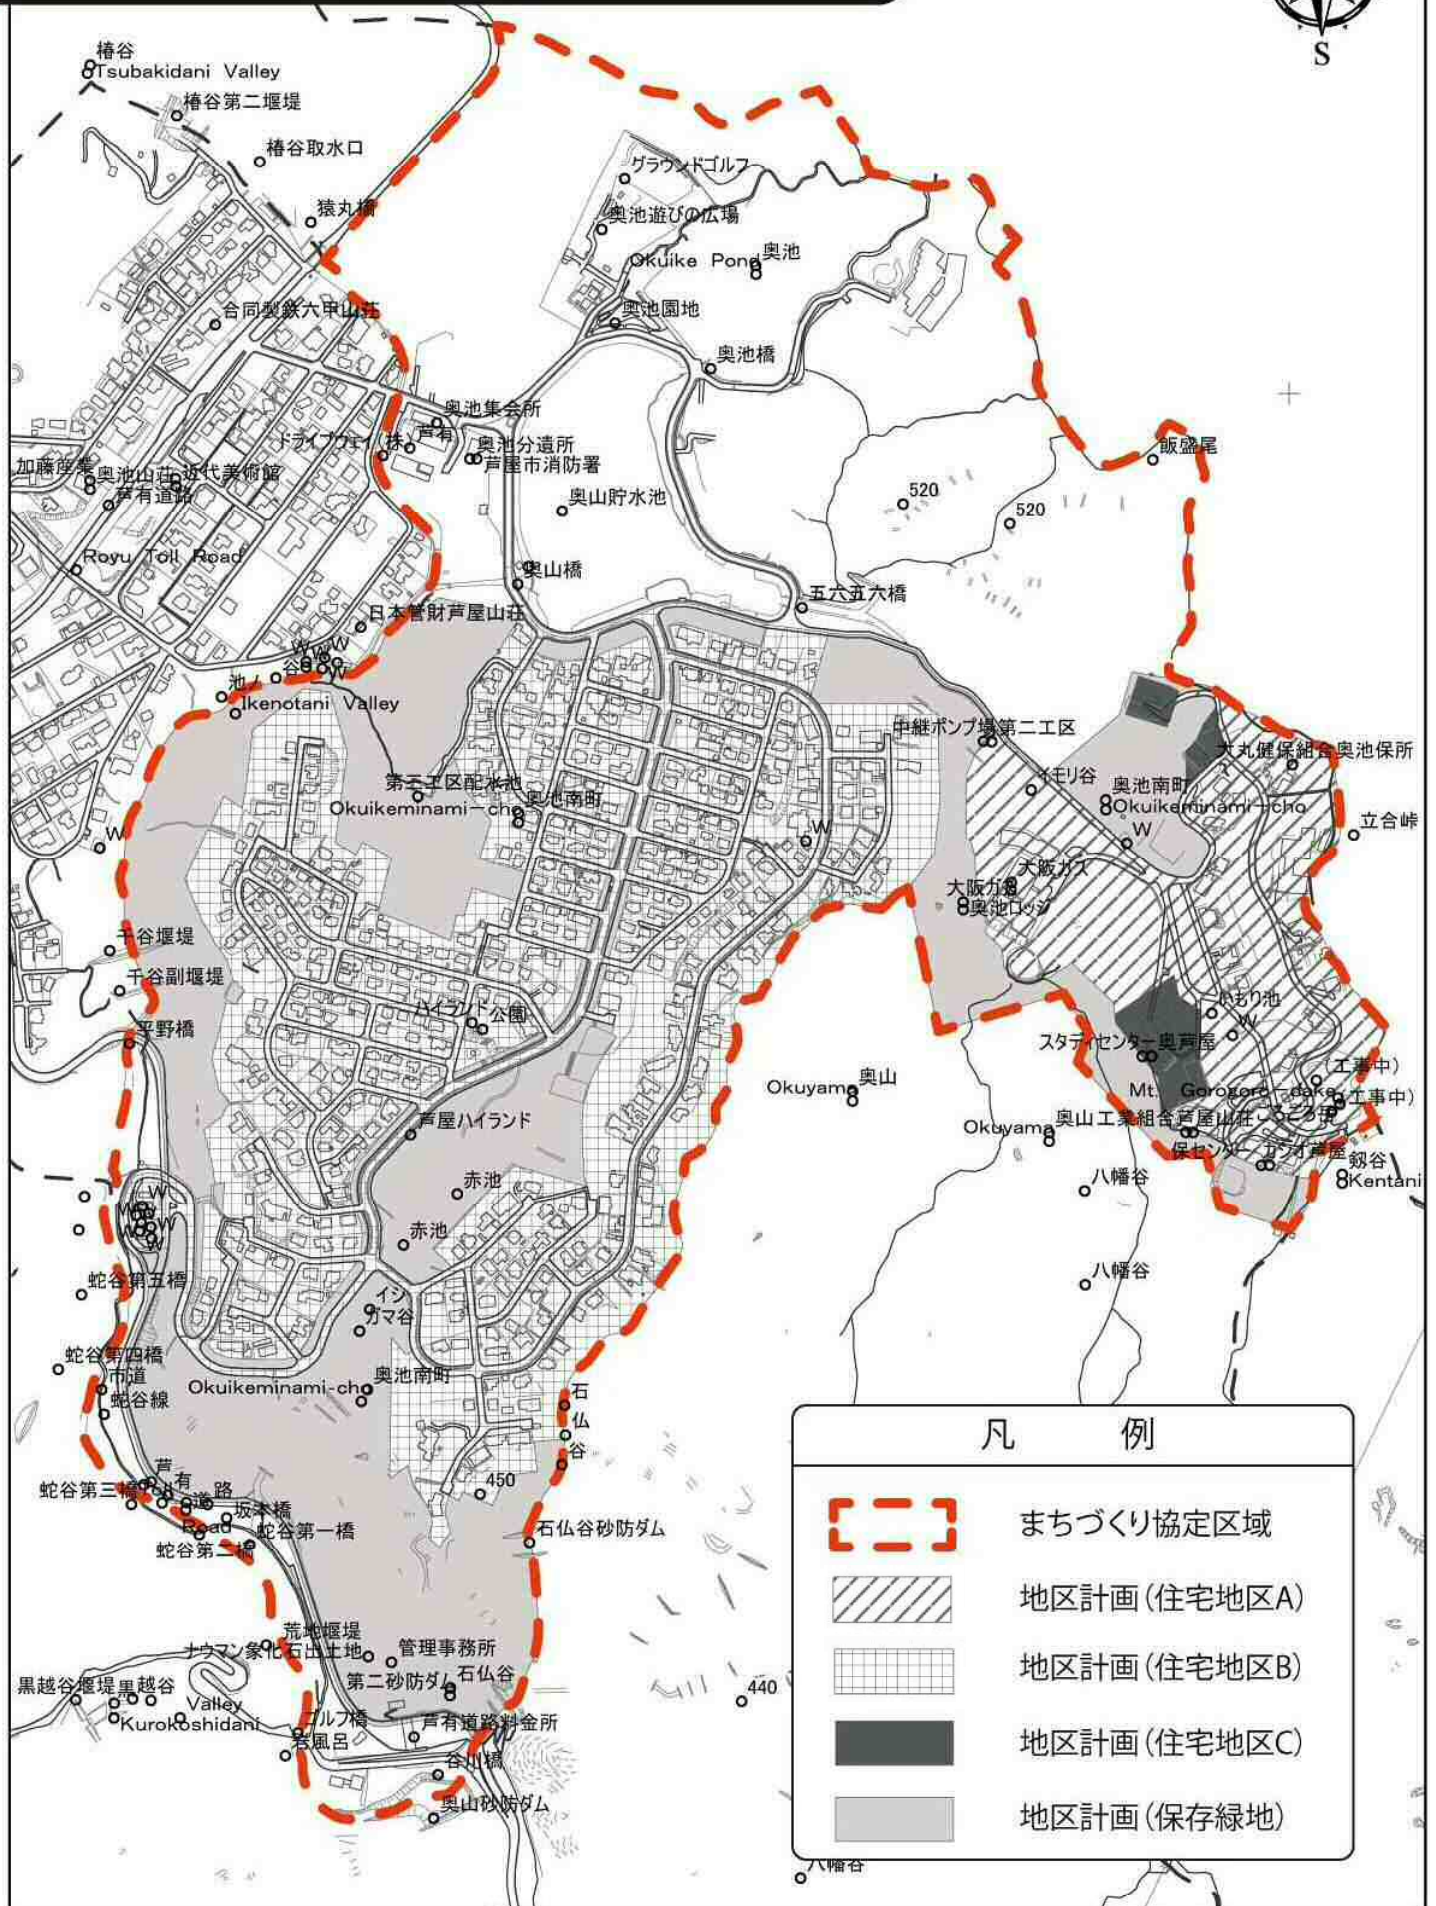 S
椿谷
Tsubakidani Valley
椿谷第二堰堤
椿谷取水口
猿丸橋
グラウンドゴルフ
奥池遊びの広場
Okuike Pond
奥池
合同製鉄六甲山荘
奥池園地
奥池橋
奥池集会所
ドライブウェイ(株)
芦有
奥池分遣所
芦屋市消防署
飯盛尾
加藤産業
奥池山荘
近代美術館
芦有道路
奥山貯水池
520
520
Royu Toll Road
奥山橋
五六五六橋
日本管財芦屋山荘
W
W
W
W
池ノ
谷
Ikenotani Valley
中継ポンプ場第二工区
大丸健保組合奥池保所
イモリ谷
奥池南町
Okuikeminami-cho
W
立合峠
第三工区配水池
Okuikeminami-cho
奥池南町
W
W
大阪ガス
大阪ガス
奥池ロッジ
千谷堰堤
千谷副堰堤
平野橋
ハイランド
公園
いもり池
W
スタディセンター奥芦屋
(工事中)
Mt. Gorogoro-dake
(工事中)
Okuyama
奥山
Okuyama
奥山工業組合芦屋山荘
ごろごろ岳
芦屋ハイランド
保センター
カジオ芦屋
剱谷
Kentani
八幡谷
赤池
赤池
W
W
W
W
W
蛇谷第五橋
八幡谷
イシ
ガマ谷
蛇谷第四橋
市道
蛇谷線
Okuikeminami-cho
奥池南町
石
仏
谷
450
芦
有
道
路
蛇谷第三橋
Toll
Road
坂本橋
蛇谷第一橋
蛇谷第二橋
石仏谷砂防ダム
荒地堰堤
ナウマン象化石出土地
管理事務所
第二砂防ダム
石仏谷
440
黒越谷堰堤
黒越谷
Valley
Kurokoshidani
ゴルフ橋
岩風呂
芦有道路料金所
谷川橋
奥山砂防ダム
八幡谷
凡 例
まちづくり協定区域
地区計画(住宅地区A)
地区計画(住宅地区B)
地区計画(住宅地区C)
地区計画(保存緑地)